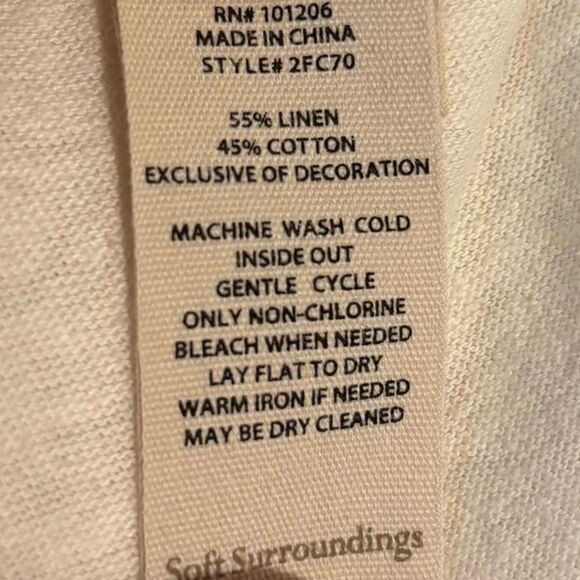 RN# 101206
MADE IN CHINA
STYLE# 2FC70
55% LINEN
45% COTTON
EXCLUSIVE OF DECORATION
MACHINE WASH COLD
INSIDE OUT
GENTLE CYCLE
ONLY NON-CHLORINE
BLEACH WHEN NEEDED
LAY FLAT TO DRY
WARM IRON IF NEEDED
MAY BE DRY CLEANED
Soft Surroundings